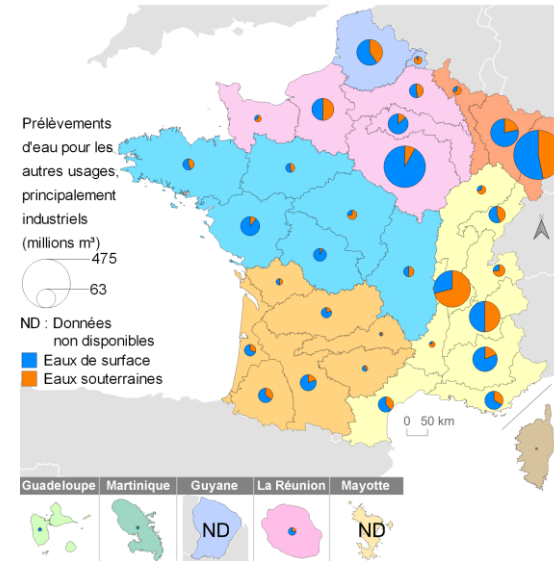 Prélèvements
d'eau pour les
autres usages,
principalement
industriels
(millions m³)
475
63
ND : Données
non disponibles
Eaux de surface
Eaux souterraines
0 50 km
Guadeloupe Martinique Guyane La Réunion Mayotte
ND ND